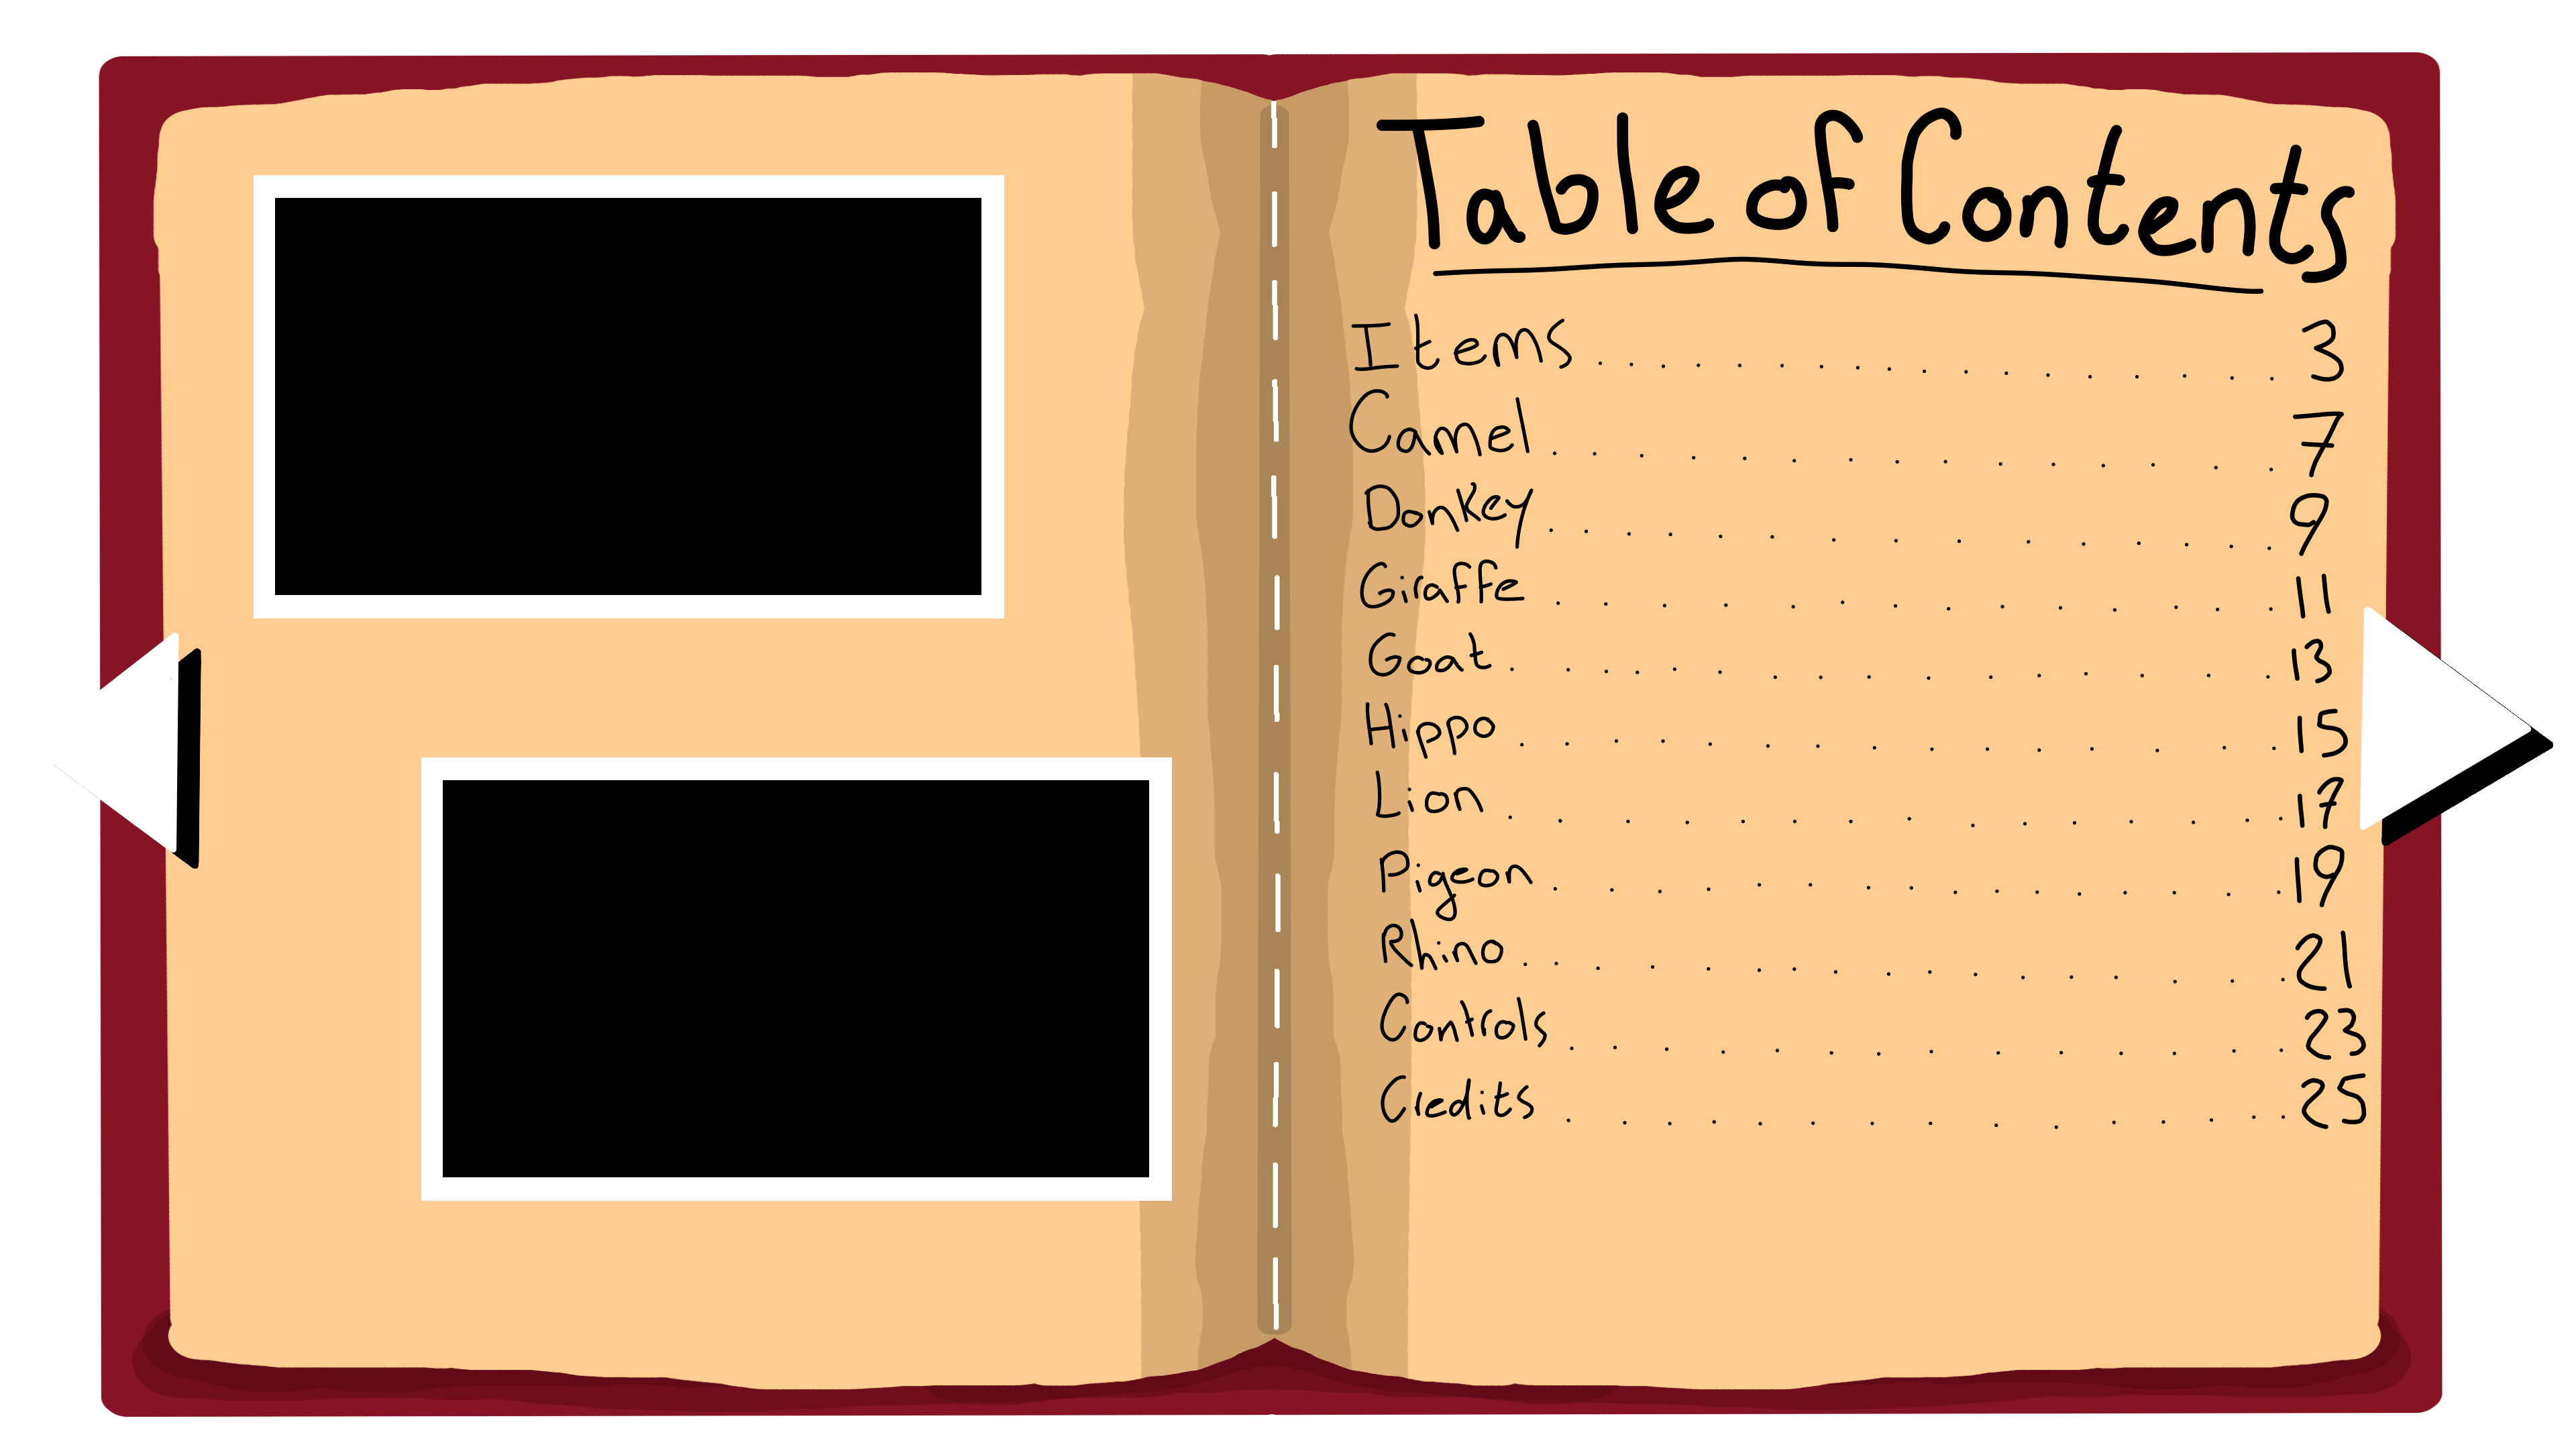 Table of Contents
Items . . . . . . . . . . . . . . . . . . 3
Camel . . . . . . . . . . . . . . . 7
Donkey . . . . . . . . . . . . . . . 9
Giraffe . . . . . . . . . . . . . . 11
Goat . . . . . . . . . . . . . . . 13
Hippo . . . . . . . . . . . . . . . 15
Lion . . . . . . . . . . . . . . . 17
Pigeon . . . . . . . . . . . . . . . 19
Rhino . . . . . . . . . . . . . . . 21
Controls . . . . . . . . . . . . . . 23
Credits . . . . . . . . . . . . . . . 25